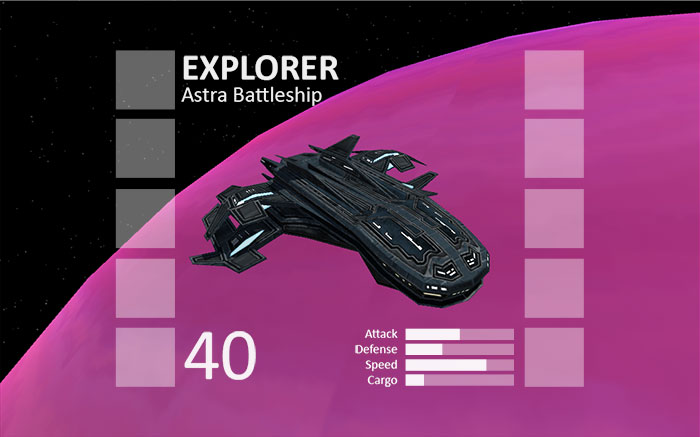 EXPLORER
Astra Battleship
40
Attack
Defense
Speed
Cargo